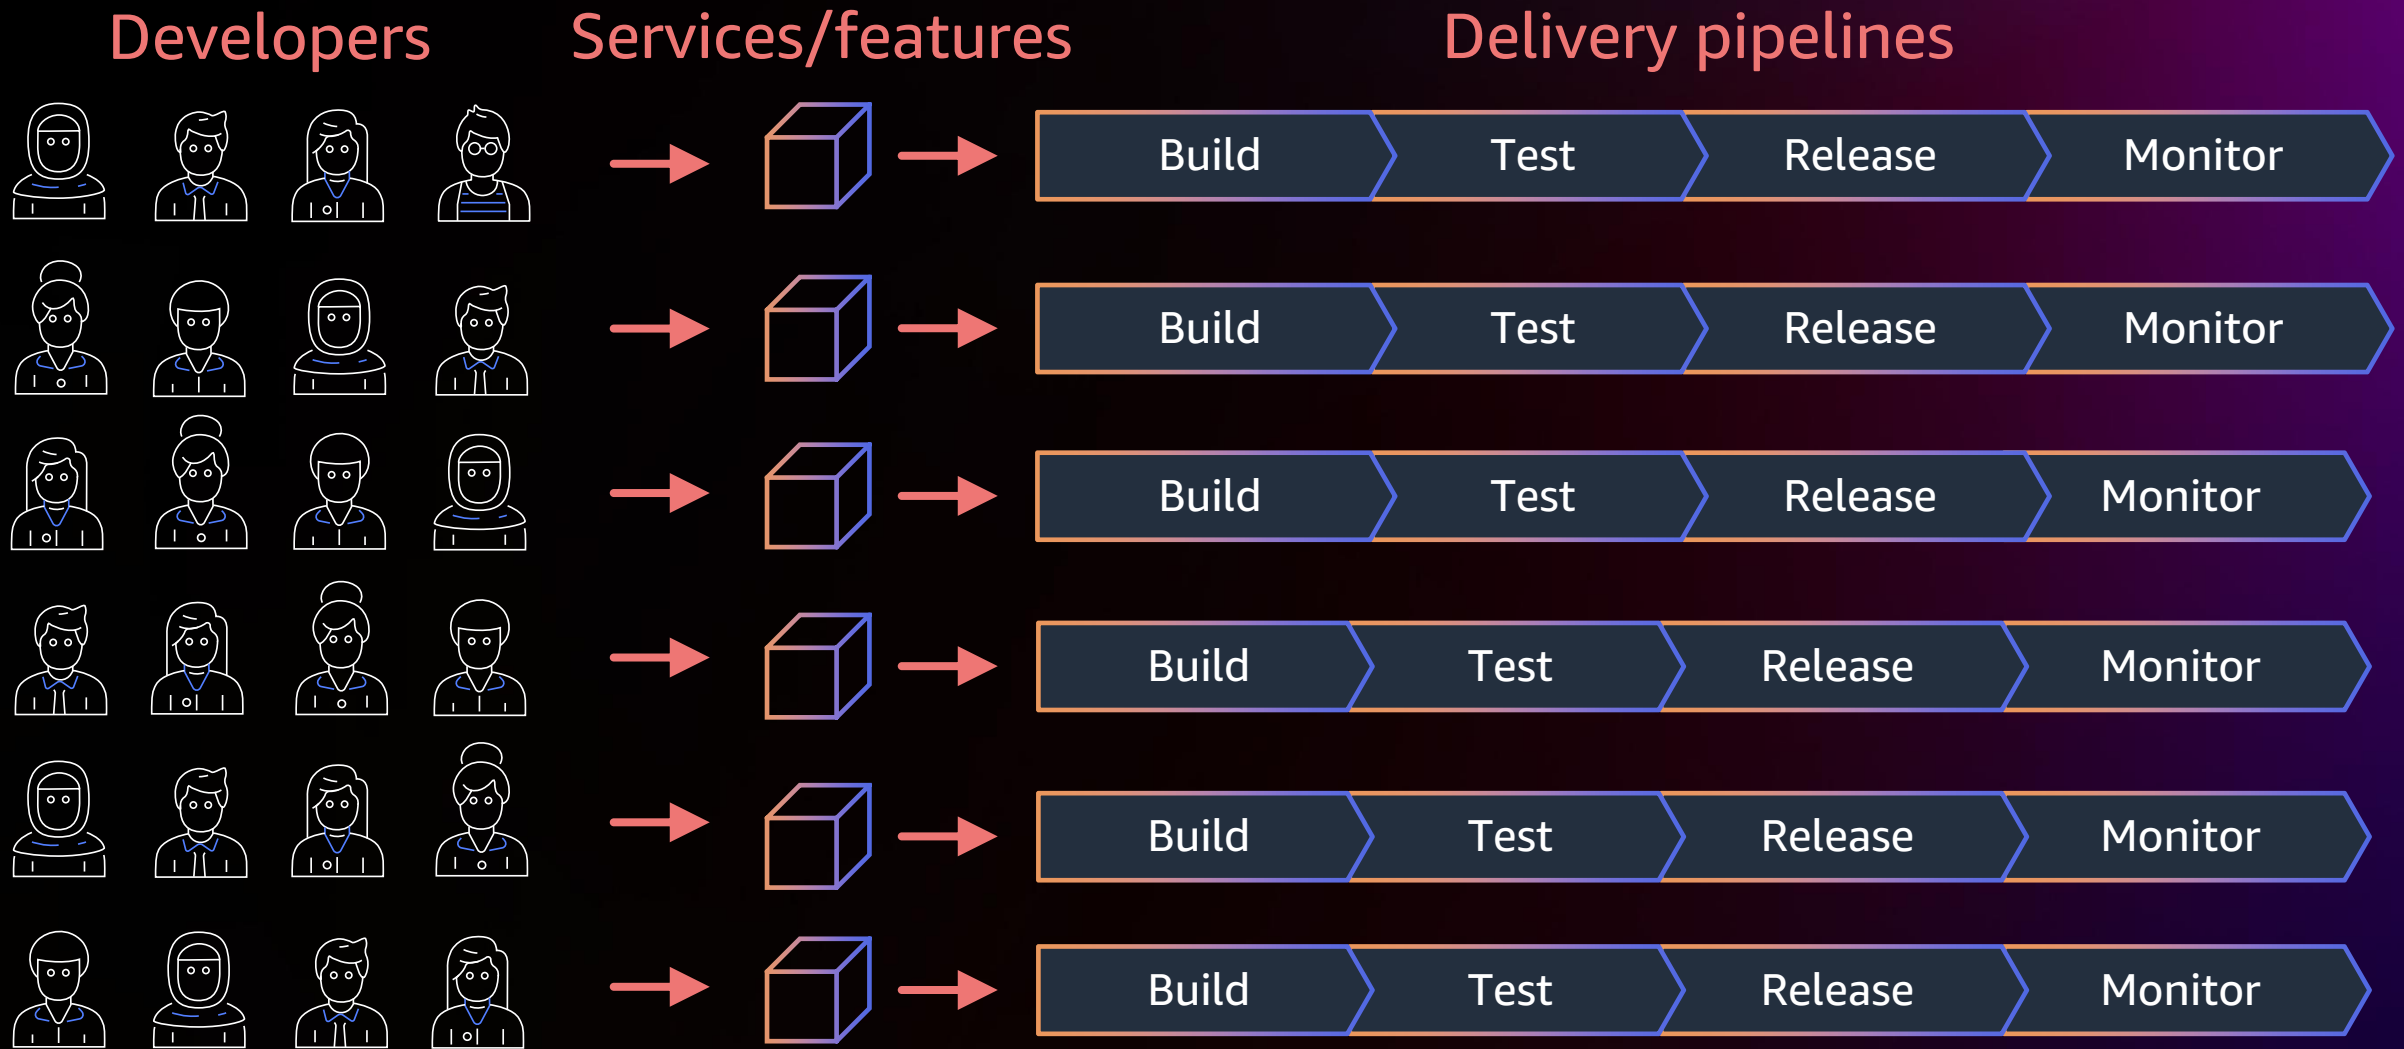 Developers
Services/features
Delivery pipelines
Build
Test
Release
Monitor
Build
Test
Release
Monitor
Build
Test
Release
Monitor
Build
Test
Release
Monitor
Build
Test
Release
Monitor
Build
Test
Release
Monitor